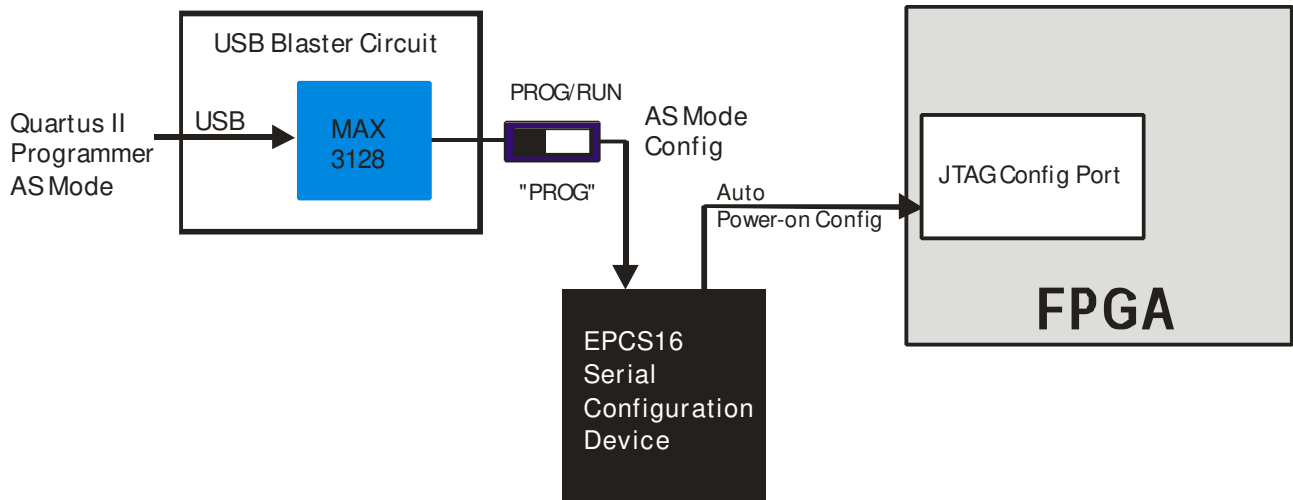 USB Blaster Circuit
Quartus II
Programmer
AS Mode
USB
MAX
3128
PROG/RUN
"PROG"
AS Mode
Config
Auto
Power-on Config
JTAG Config Port
FPGA
EPCS16
Serial
Configuration
Device